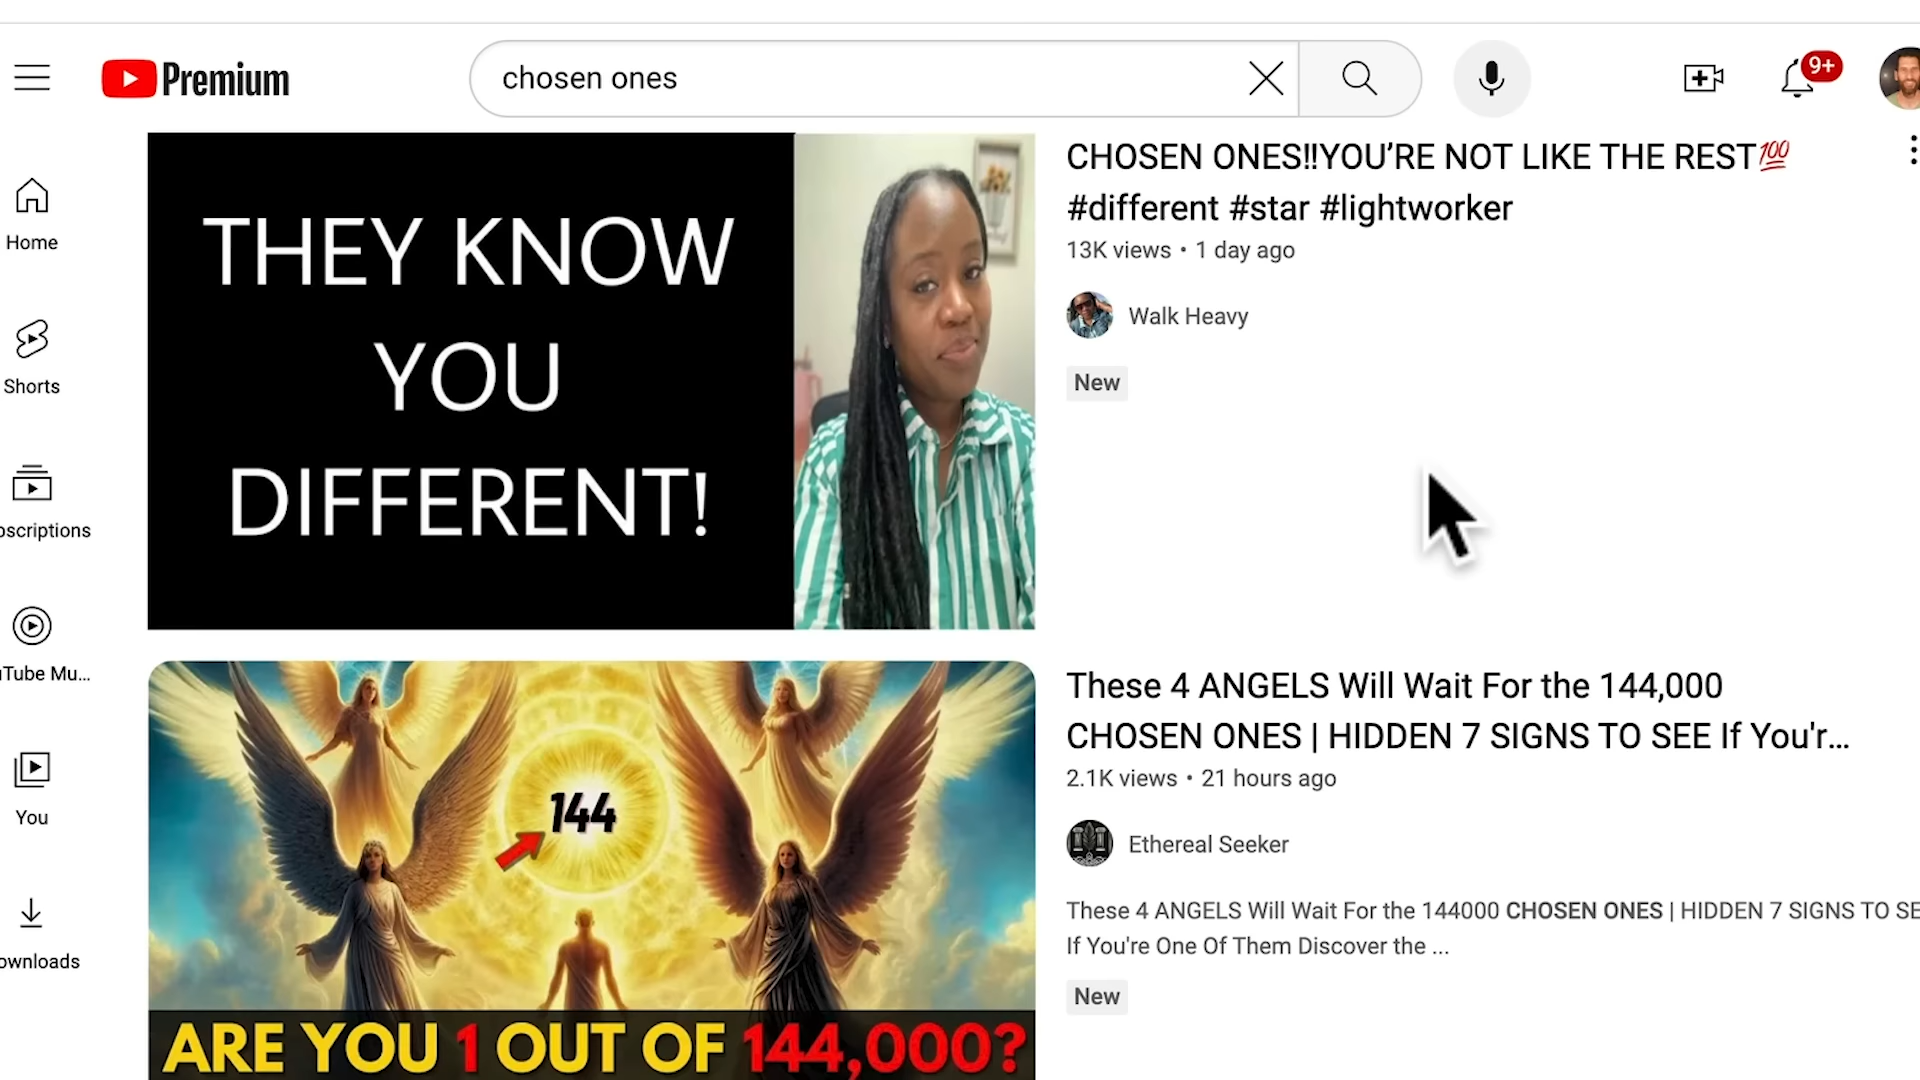 Premium
chosen ones
9+
Home
Shorts
bscriptions
uTube Mu...
You
ownloads
THEY KNOW
YOU
DIFFERENT!
CHOSEN ONES!!YOU’RE NOT LIKE THE REST💯
#different #star #lightworker
13K views • 1 day ago
Walk Heavy
New
144
ARE YOU 1 OUT OF 144,000?
These 4 ANGELS Will Wait For the 144,000
CHOSEN ONES | HIDDEN 7 SIGNS TO SEE If You'r...
2.1K views • 21 hours ago
Ethereal Seeker
These 4 ANGELS Will Wait For the 144000 CHOSEN ONES | HIDDEN 7 SIGNS TO SE
If You're One Of Them Discover the ...
New